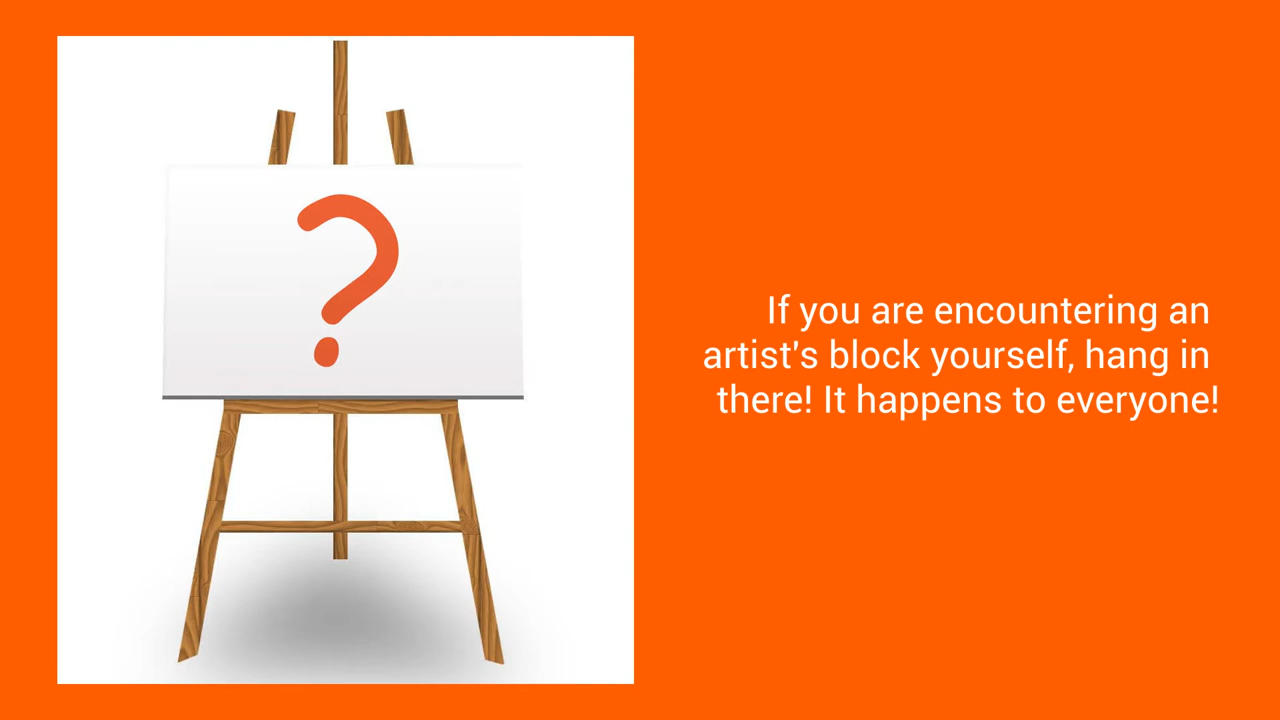 ?
If you are encountering an
artist's block yourself, hang in
there! It happens to everyone!